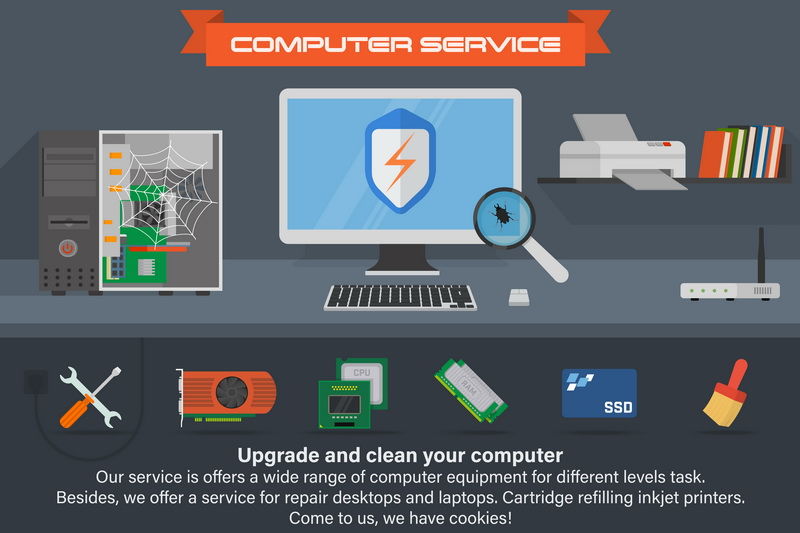 COMPUTER SERVICE
CPU
RAM
SSD
Upgrade and clean your computer
Our service is offers a wide range of computer equipment for different levels task.
Besides, we offer a service for repair desktops and laptops. Cartridge refilling inkjet printers.
Come to us, we have cookies!